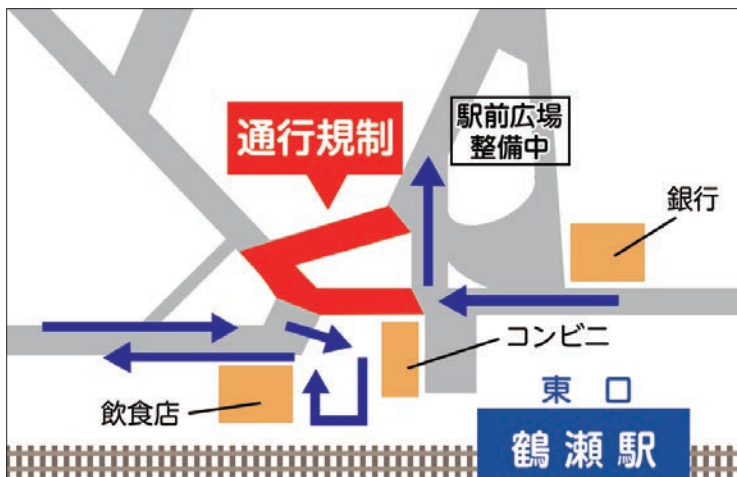 駅前広場
整備中
通行規制
銀行
コンビニ
飲食店
東 口
鶴瀬駅